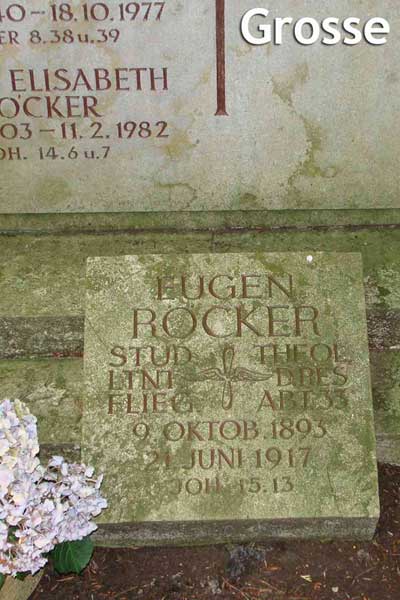 Grosse
40 - 18.10.1977
ER 8.38 u. 39
ELISABETH
ÖCKER
03 - 11.2.1982
OH. 14.6 u. 7
EUGEN
RÖCKER
STUD. THEOL.
LTNT D. RES
FLIEG. ABT. 33
9. OKTOB. 1893
21. JUNI 1917
JOH. 15.13